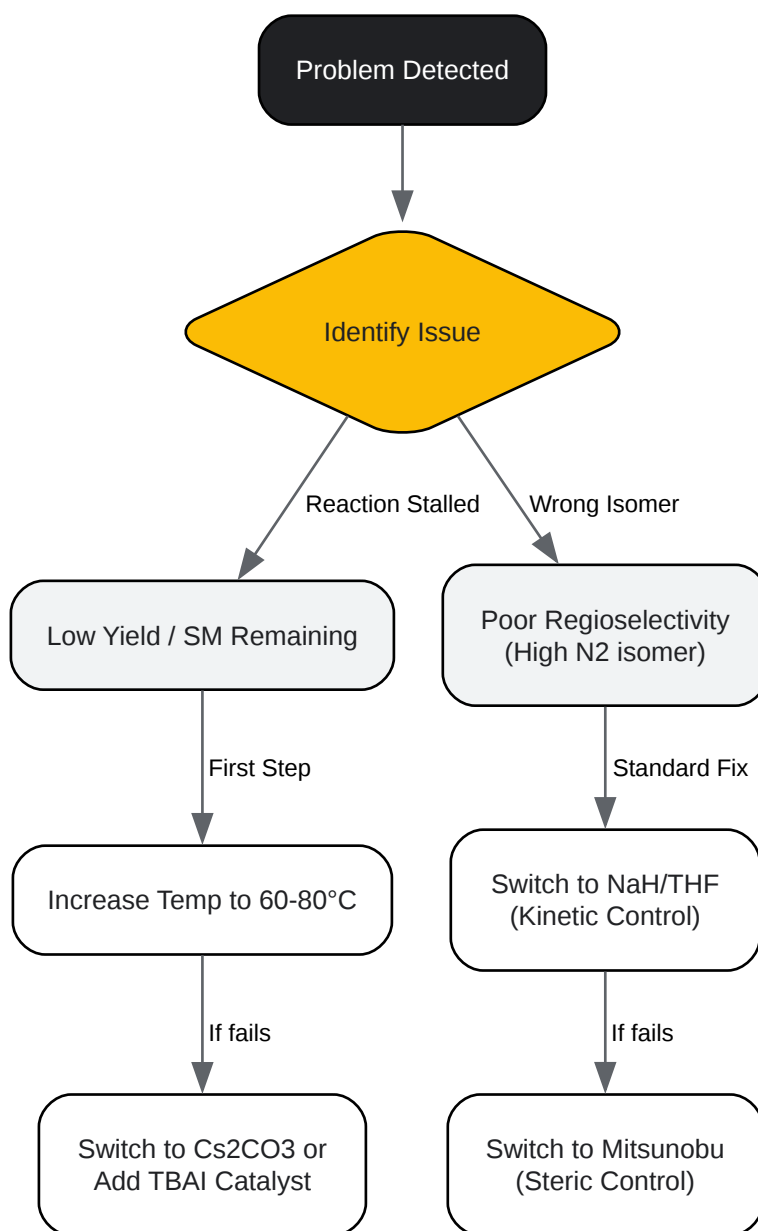 Problem Detected
Identify Issue
Reaction Stalled
Wrong Isomer
Low Yield / SM Remaining
Poor Regioselectivity
(High N2 isomer)
First Step
Standard Fix
Increase Temp to 60-80°C
Switch to NaH/THF
(Kinetic Control)
If fails
If fails
Switch to Cs2CO3 or
Add TBAI Catalyst
Switch to Mitsunobu
(Steric Control)